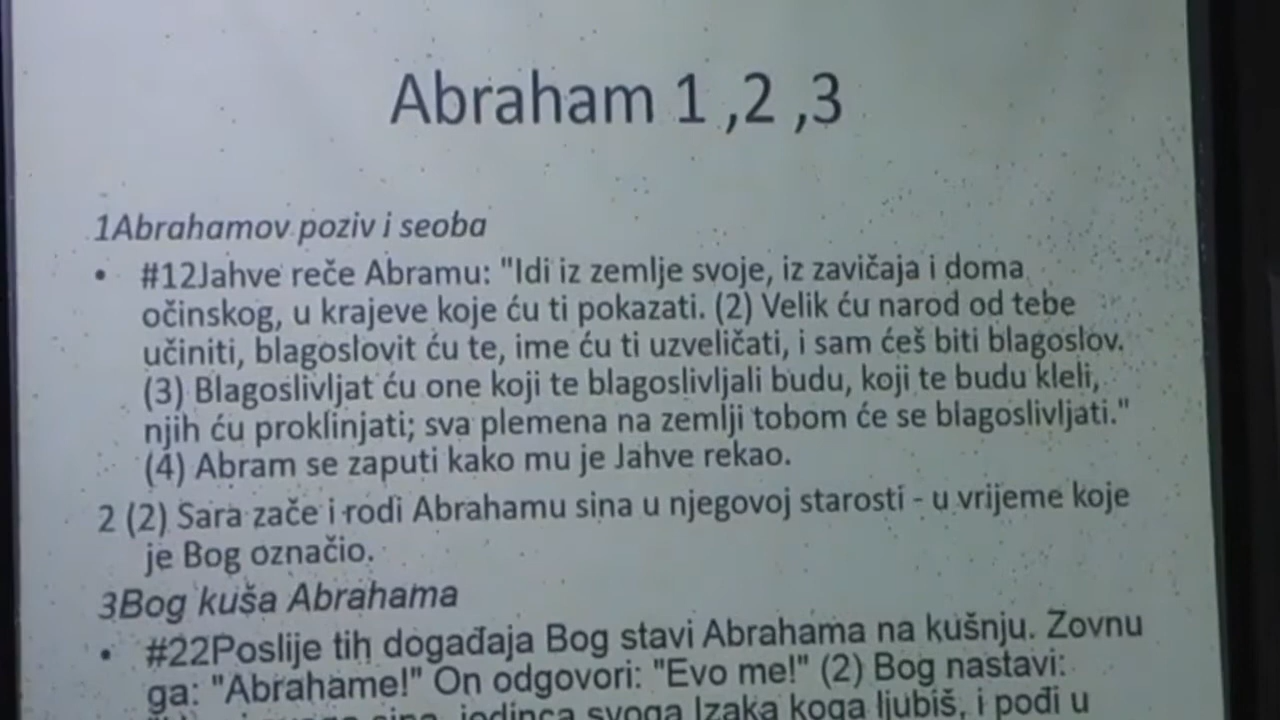 Abraham 1 ,2 ,3
1Abrahamov poziv i seoba
• #12Jahve reče Abramu: "Idi iz zemlje svoje, iz zavičaja i doma
očinskog, u krajeve koje ću ti pokazati. (2) Velik ću narod od tebe
učiniti, blagoslovit ću te, ime ću ti uzveličati, i sam ćeš biti blagoslov.
(3) Blagoslivljat ću one koji te blagoslivljali budu, koji te budu kleli,
njih ću proklinjati; sva plemena na zemlji tobom će se blagoslivljati."
(4) Abram se zaputi kako mu je Jahve rekao.
2 (2) Sara zače i rodi Abrahamu sina u njegovoj starosti - u vrijeme koje
je Bog označio.
3Bog kuša Abrahama
• #22Poslije tih događaja Bog stavi Abrahama na kušnju. Zovnu
ga: "Abrahame!" On odgovori: "Evo me!" (2) Bog nastavi:
sina, jedinca svoga Izaka koga ljubiš, i pođi u